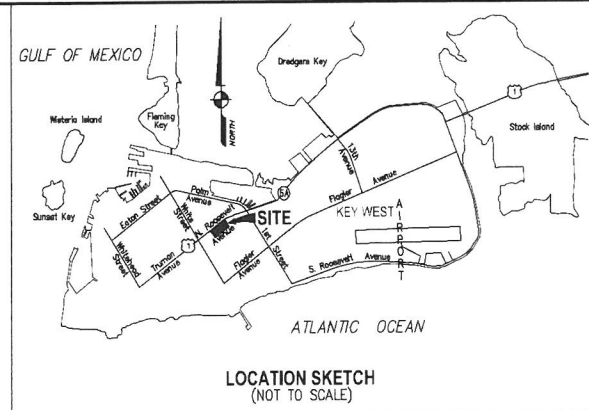 GULF OF MEXICO
Dredgers Key
1
Wisteria Island
Fleming
Key
NORTH
Stock Island
13th
Avenue
Sunset Key
Palm
Avenue
5A
Flagler Avenue
Eaton Street
White
Street
N. Roosevelt
Avenue
SITE
KEY WEST
AIRPORT
Whitehead
Street
1
Truman
Avenue
1st
Street
Flagler
Avenue
S. Roosevelt Avenue
ATLANTIC OCEAN
LOCATION SKETCH
(NOT TO SCALE)